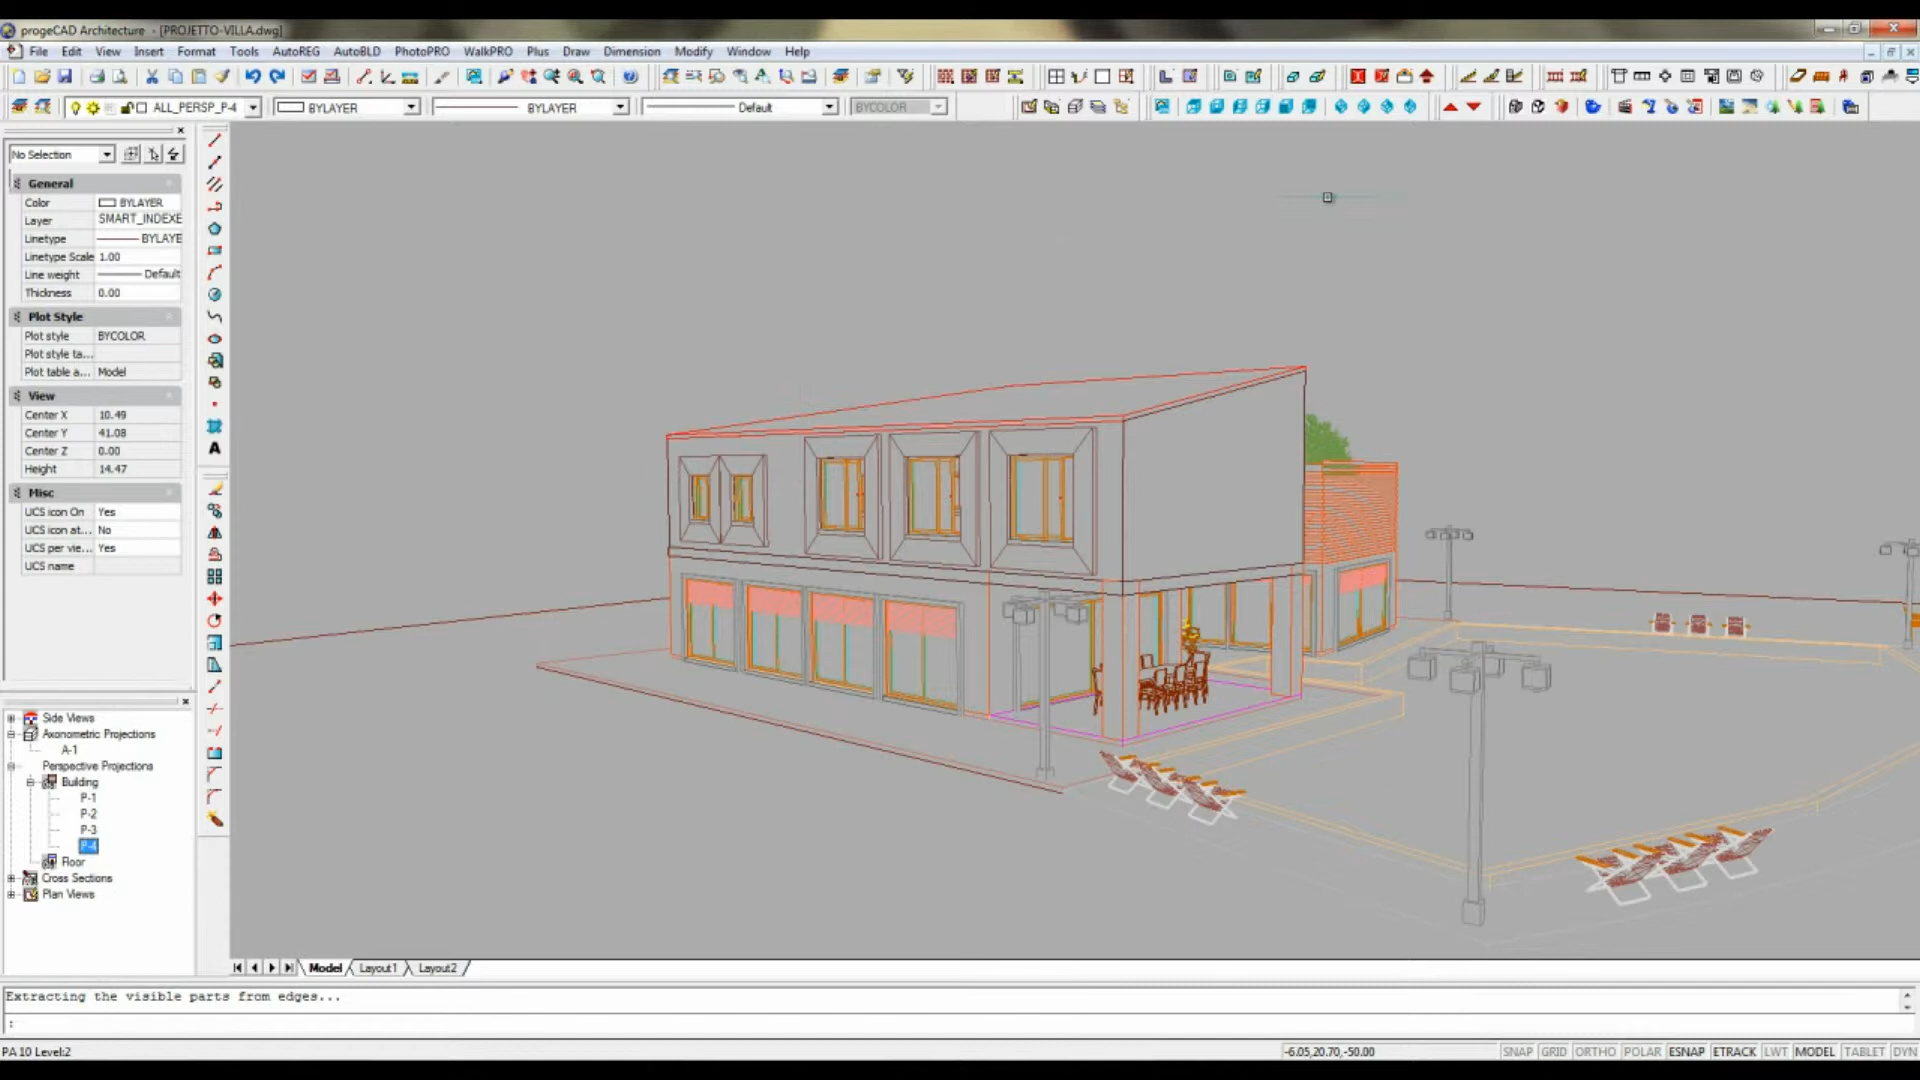 progeCAD Architecture - [PROJETTO-VILLA.dwg]
File Edit View Insert Format Tools AutoREG AutoBLD PhotoPRO WalkPRO Plus Draw Dimension Modify Window Help
ALL_PERSP_P-4 BYLAYER BYLAYER Default BYCOLOR
No Selection
General
Color BYLAYER
Layer SMART_INDEXE
Linetype BYLAYE
Linetype Scale 1.00
Line weight Default
Thickness 0.00
Plot Style
Plot style BYCOLOR
Plot style ta...
Plot table a... Model
View
Center X 10.49
Center Y 41.08
Center Z 0.00
Height 14.47
Misc
UCS icon On Yes
UCS icon at... No
UCS per vie... Yes
UCS name
A
Side Views
Axonometric Projections
A-1
Perspective Projections
Building
P-1
P-2
P-3
P-4
Floor
Cross Sections
Plan Views
Model Layout1 Layout2
Extracting the visible parts from edges...
:
PA 10 Level:2 -6.05,20.70,-50.00 SNAP GRID ORTHO POLAR ESNAP ETRACK LWT MODEL TABLET DYN